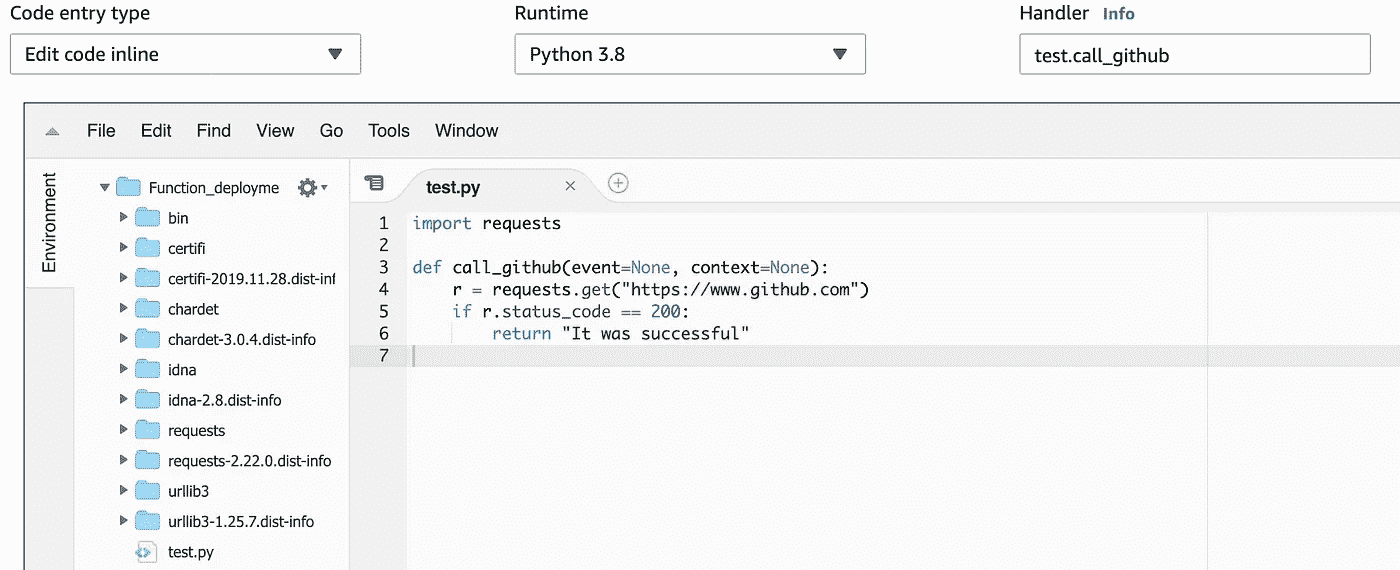 Code entry type
Runtime
Handler Info
Edit code inline
Python 3.8
test.call_github
File Edit Find View Go Tools Window
Environment
Function_deployme
bin
certifi
certifi-2019.11.28.dist-inf
chardet
chardet-3.0.4.dist-info
idna
idna-2.8.dist-info
requests
requests-2.22.0.dist-info
urllib3
urllib3-1.25.7.dist-info
test.py
test.py
1 import requests
2
3 def call_github(event=None, context=None):
4     r = requests.get("https://www.github.com")
5     if r.status_code == 200:
6         return "It was successful"
7